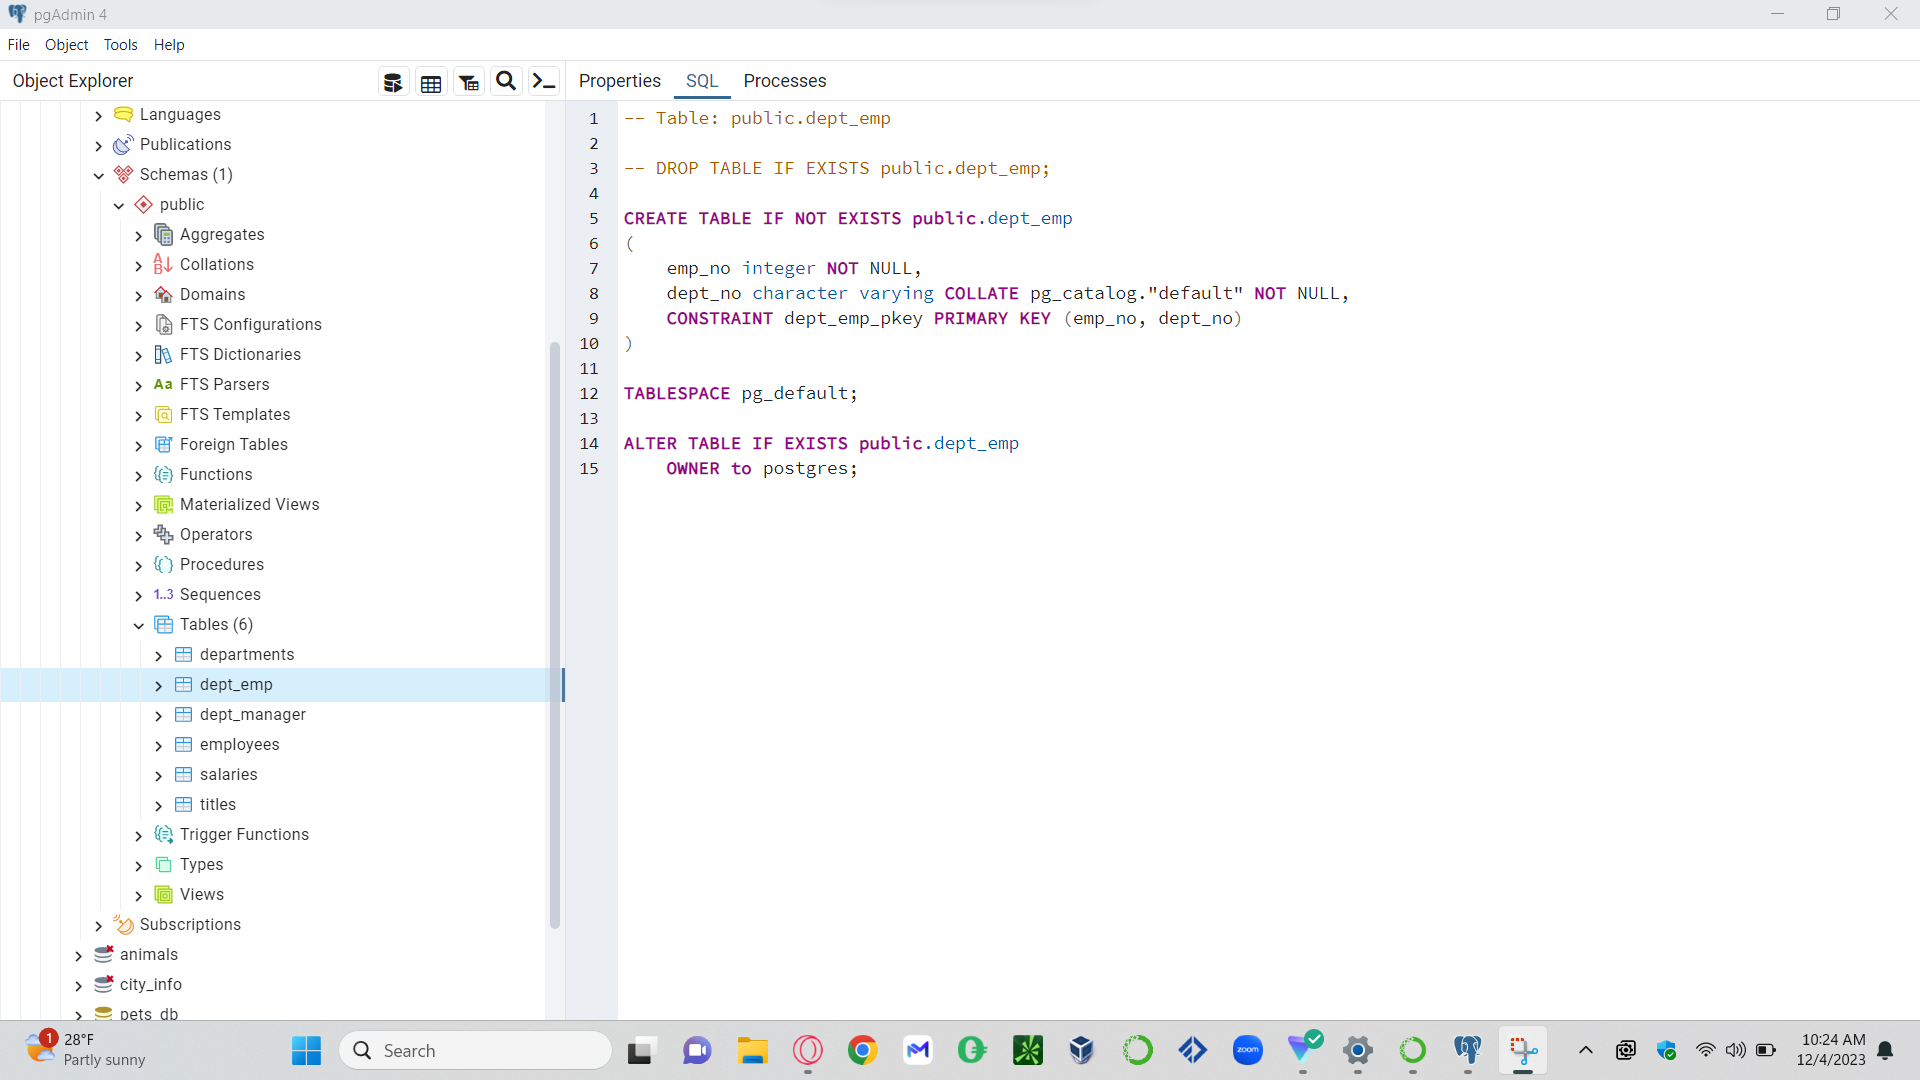 pgAdmin 4
File Object Tools Help
Object Explorer
Properties SQL Processes
Languages
Publications
Schemas (1)
public
Aggregates
Collations
Domains
FTS Configurations
FTS Dictionaries
Aa FTS Parsers
FTS Templates
Foreign Tables
Functions
Materialized Views
Operators
Procedures
1..3 Sequences
Tables (6)
departments
dept_emp
dept_manager
employees
salaries
titles
Trigger Functions
Types
Views
Subscriptions
animals
city_info
pets_db
1 -- Table: public.dept_emp
2
3 -- DROP TABLE IF EXISTS public.dept_emp;
4
5 CREATE TABLE IF NOT EXISTS public.dept_emp
6 (
7 emp_no integer NOT NULL,
8 dept_no character varying COLLATE pg_catalog."default" NOT NULL,
9 CONSTRAINT dept_emp_pkey PRIMARY KEY (emp_no, dept_no)
10 )
11
12 TABLESPACE pg_default;
13
14 ALTER TABLE IF EXISTS public.dept_emp
15 OWNER to postgres;
1
28°F
Partly sunny
Search
zoom
10:24 AM
12/4/2023